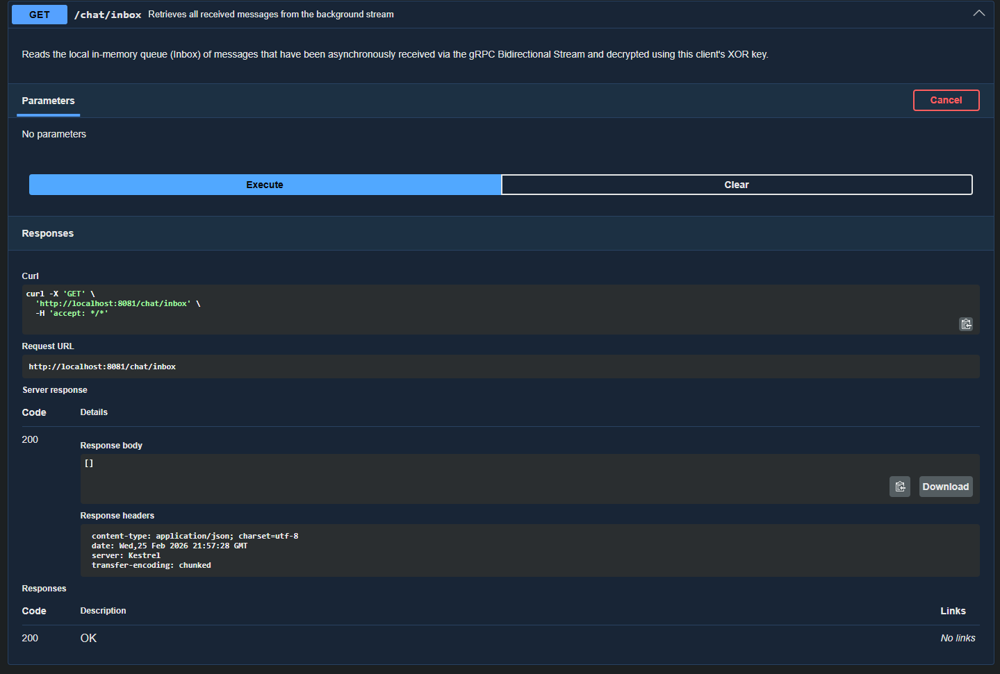 GET /chat/inbox Retrieves all received messages from the background stream
Reads the local in-memory queue (Inbox) of messages that have been asynchronously received via the gRPC Bidirectional Stream and decrypted using this client's XOR key.
Parameters Cancel
No parameters
Execute Clear
Responses
Curl
curl -X 'GET' \
'http://localhost:8081/chat/inbox' \
-H 'accept: */*'
Request URL
http://localhost:8081/chat/inbox
Server response
Code Details
200
Response body
[]
Download
Response headers
content-type: application/json; charset=utf-8
date: Wed,25 Feb 2026 21:57:28 GMT
server: Kestrel
transfer-encoding: chunked
Responses
Code Description Links
200 OK No links